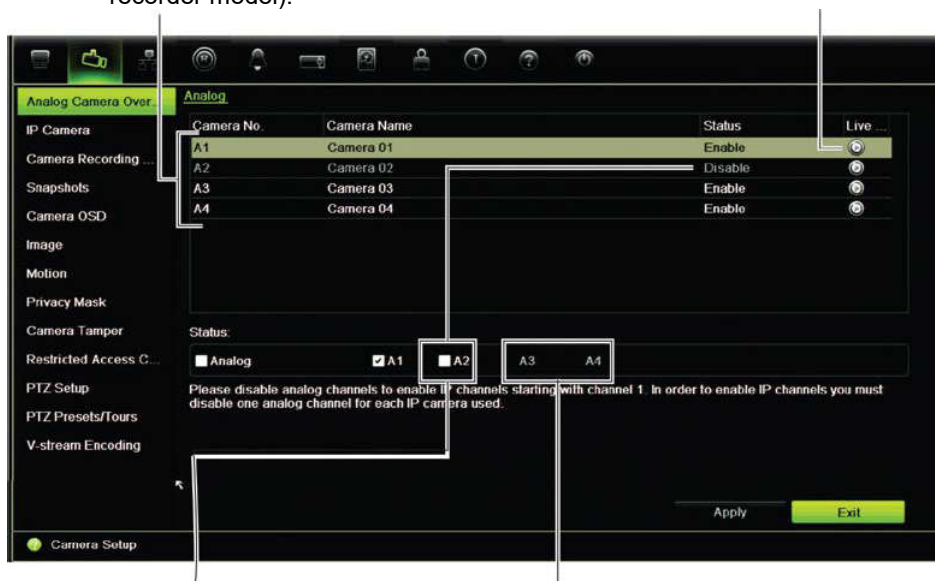 recorder model).
Analog Camera Over...
Analog
IP Camera
Camera Recording ...
Snapshots
Camera OSD
Image
Motion
Privacy Mask
Camera Tamper
Restricted Access C...
PTZ Setup
PTZ Presets/Tours
V-stream Encoding
Camera No. Camera Name Status Live ...
A1 Camera 01 Enable
A2 Camera 02 Disable
A3 Camera 03 Enable
A4 Camera 04 Enable
Status:
Analog A1 A2 A3 A4
Please disable analog channels to enable IP channels starting with channel 1. In order to enable IP channels you must
disable one analog channel for each IP camera used.
Apply Exit
Camera Setup